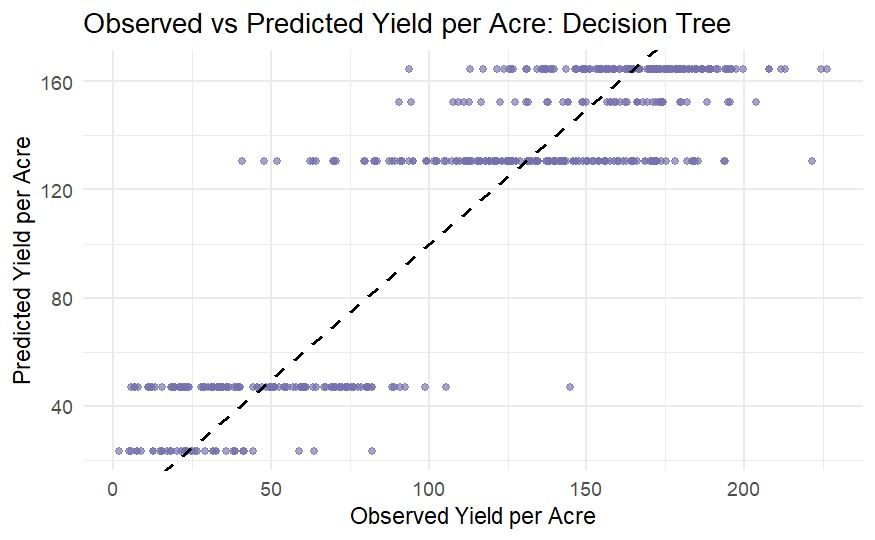 Observed vs Predicted Yield per Acre: Decision Tree
Predicted Yield per Acre
160
120
80
40
0 50 100 150 200
Observed Yield per Acre